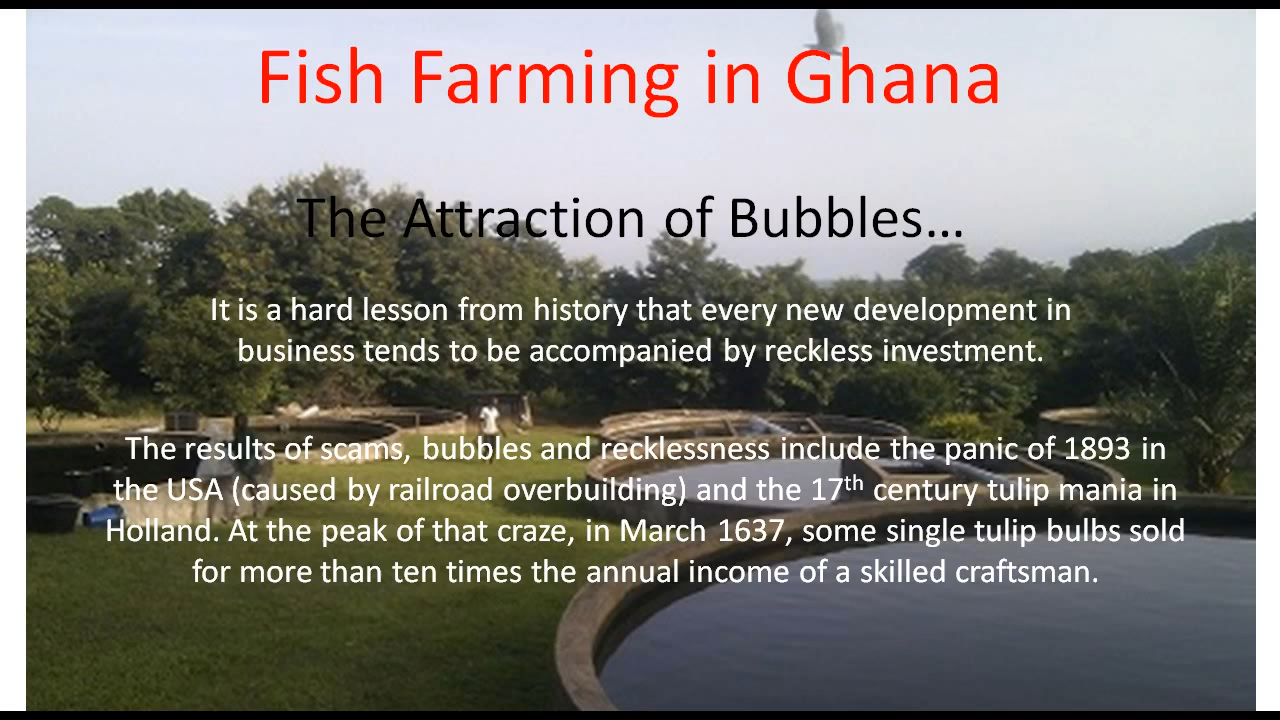 Fish Farming in Ghana
The Attraction of Bubbles…
It is a hard lesson from history that every new development in
business tends to be accompanied by reckless investment.
The results of scams, bubbles and recklessness include the panic of 1893 in
the USA (caused by railroad overbuilding) and the 17th century tulip mania in
Holland. At the peak of that craze, in March 1637, some single tulip bulbs sold
for more than ten times the annual income of a skilled craftsman.